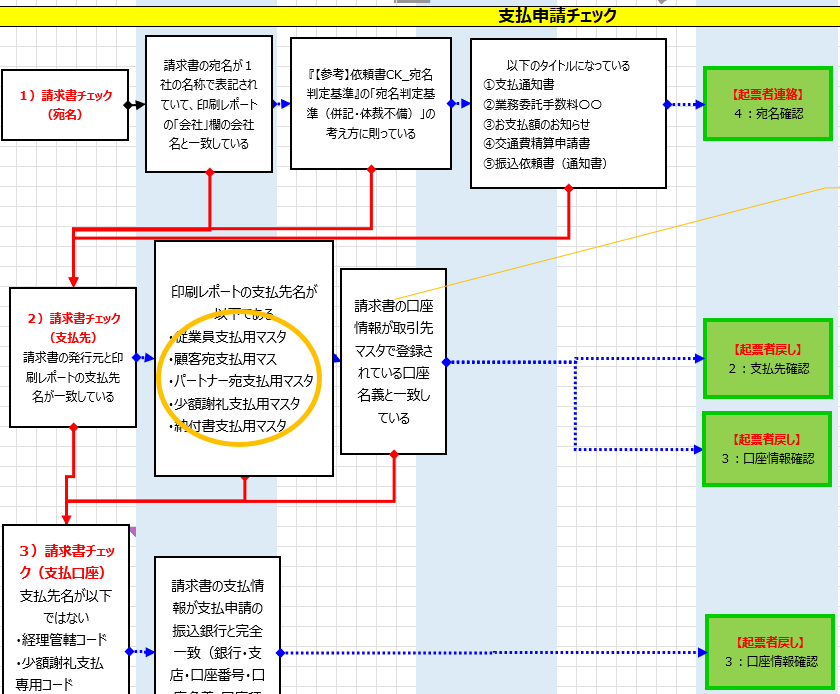 支払申請チェック
1）請求書チェック
（宛名）
請求書の宛名が１
社の名称で表記され
ていて、印刷レポート
の「会社」欄の会社
名と一致している
『【参考】依頼書CK_宛名
判定基準』の「宛名判定基
準（併記・体裁不備）」の
考え方に則っている
以下のタイトルになっている
①支払通知書
②業務委託手数料〇〇
③お支払額のお知らせ
④交通費精算申請書
⑤振込依頼書（通知書）
【起票者連絡】
４：宛名確認
2）請求書チェック
（支払先）
請求書の発行元と印
刷レポートの支払先
名が一致している
印刷レポートの支払先名が
以下である
・従業員支払用マスタ
・顧客宛支払用マス
・パートナー宛支払用マスタ
・少額謝礼支払用マスタ
・納付書支払用マスタ
請求書の口座
情報が取引先
マスタで登録さ
れている口座
名義と一致し
ている
【起票者戻し】
２：支払先確認
【起票者戻し】
３：口座情報確認
3）請求書チェッ
ク（支払口座）
支払先名が以下
ではない
・経理管轄コード
・少額謝礼支払
専用コード
請求書の支払情
報が支払申請の
振込銀行と完全
一致（銀行・支
店・口座番号・口
【起票者戻し】
３：口座情報確認